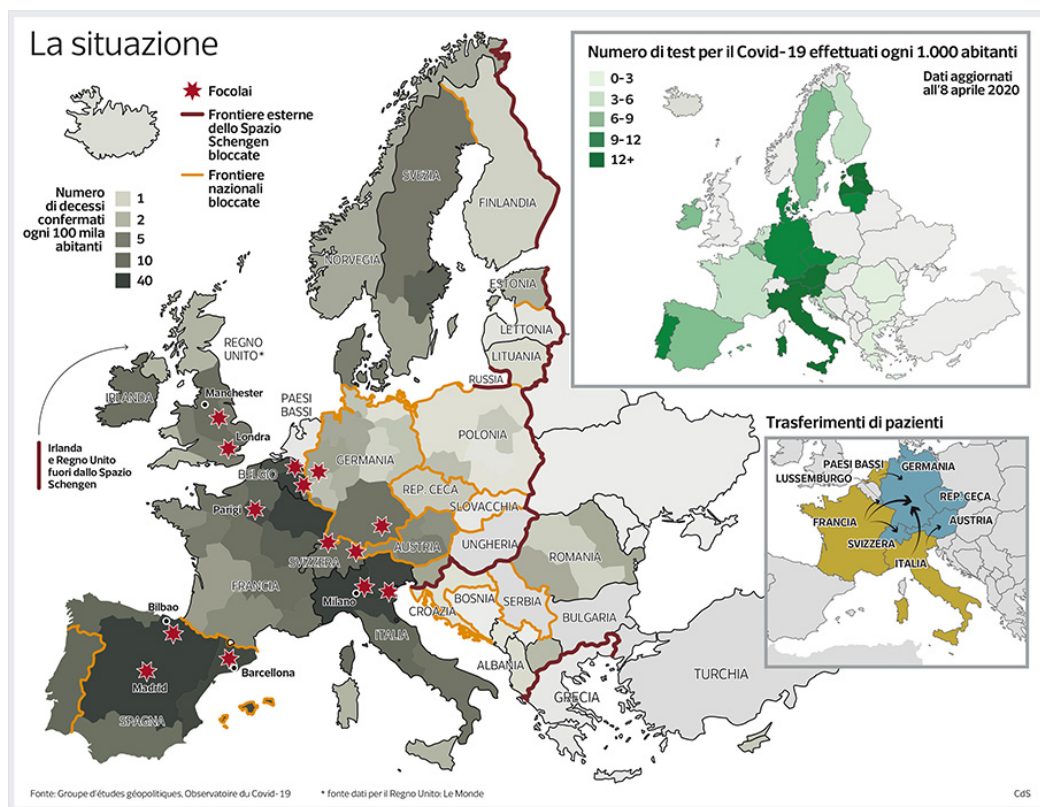 La situazione
Focolai
Frontiere esterne
dello Spazio
Schengen
bloccate
Frontiere
nazionali
bloccate
Numero
di decessi
confermati
ogni 100 mila
abitanti
1
2
5
10
40
Irlanda
e Regno Unito
fuori dallo Spazio
Schengen
SVEZIA
FINLANDIA
NORVEGIA
ESTONIA
LETTONIA
LITUANIA
RUSSIA
REGNO
UNITO*
IRLANDA
Manchester
Londra
PAESI
BASSI
BELGIO
GERMANIA
POLONIA
REP. CECA
SLOVACCHIA
Parigi
FRANCIA
SVIZZERA
AUSTRIA
UNGHERIA
ROMANIA
Milano
CROAZIA
BOSNIA
SERBIA
BULGARIA
ITALIA
ALBANIA
GRECIA
TURCHIA
Bilbao
Barcellona
Madrid
SPAGNA
Numero di test per il Covid-19 effettuati ogni 1.000 abitanti
0-3
3-6
6-9
9-12
12+
Dati aggiornati
all'8 aprile 2020
Trasferimenti di pazienti
PAESI BASSI
GERMANIA
LUSSEMBURGO
REP. CECA
FRANCIA
AUSTRIA
SVIZZERA
ITALIA
Fonte: Groupe d'études géopolitiques, Observatoire du Covid-19
* fonte dati per il Regno Unito: Le Monde
CdS